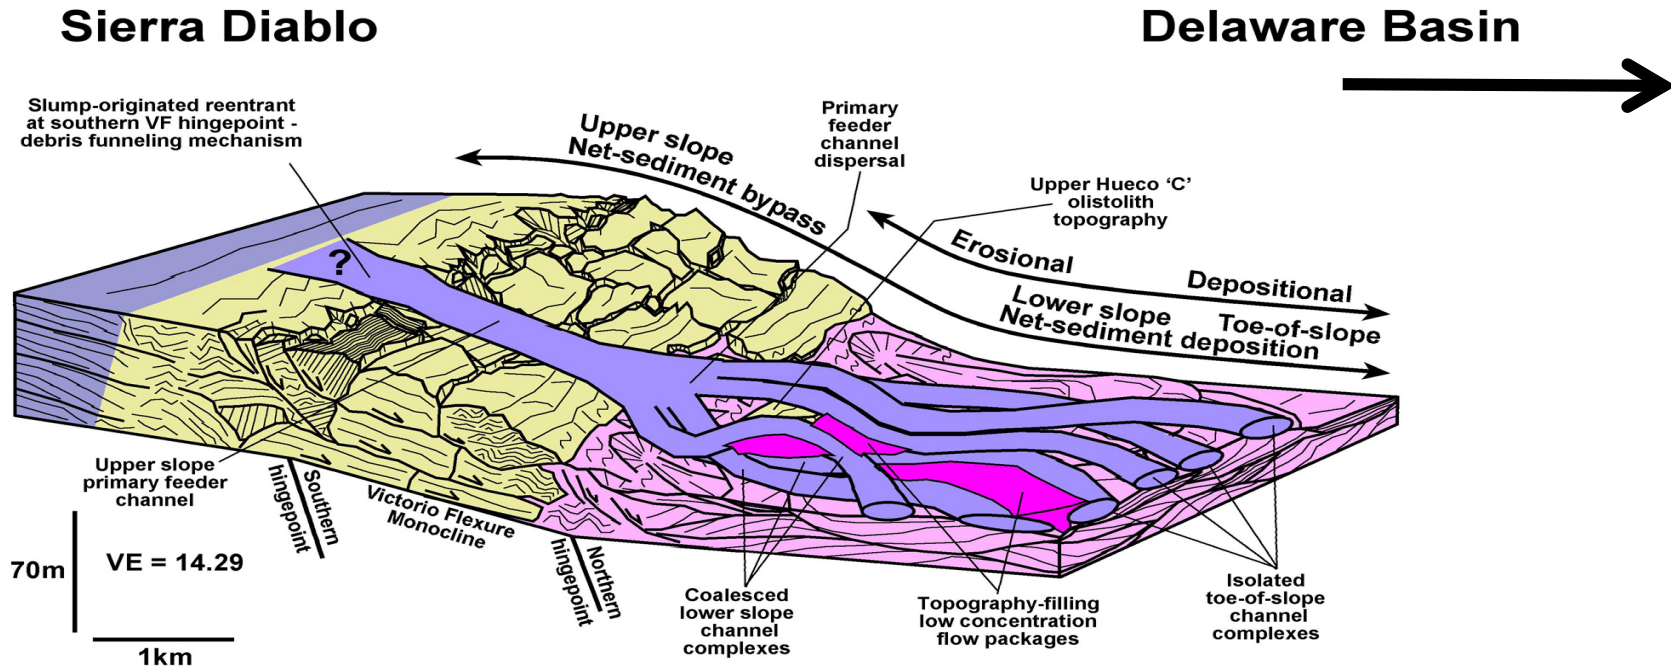 Sierra Diablo
Delaware Basin
Slump-originated reentrant
at southern VF hingepoint -
debris funneling mechanism
Upper slope
Net-sediment bypass
Primary
feeder
channel
dispersal
Upper Hueco ‘C’
olistolith
topography
Erosional
Depositional
Lower slope
Toe-of-slope
Net-sediment deposition
?
Upper slope
primary feeder
channel
Southern
hingepoint
Victorio Flexure
Monocline
Northern
hingepoint
70m
VE = 14.29
1km
Coalesced
lower slope
channel
complexes
Topography-filling
low concentration
flow packages
Isolated
toe-of-slope
channel
complexes